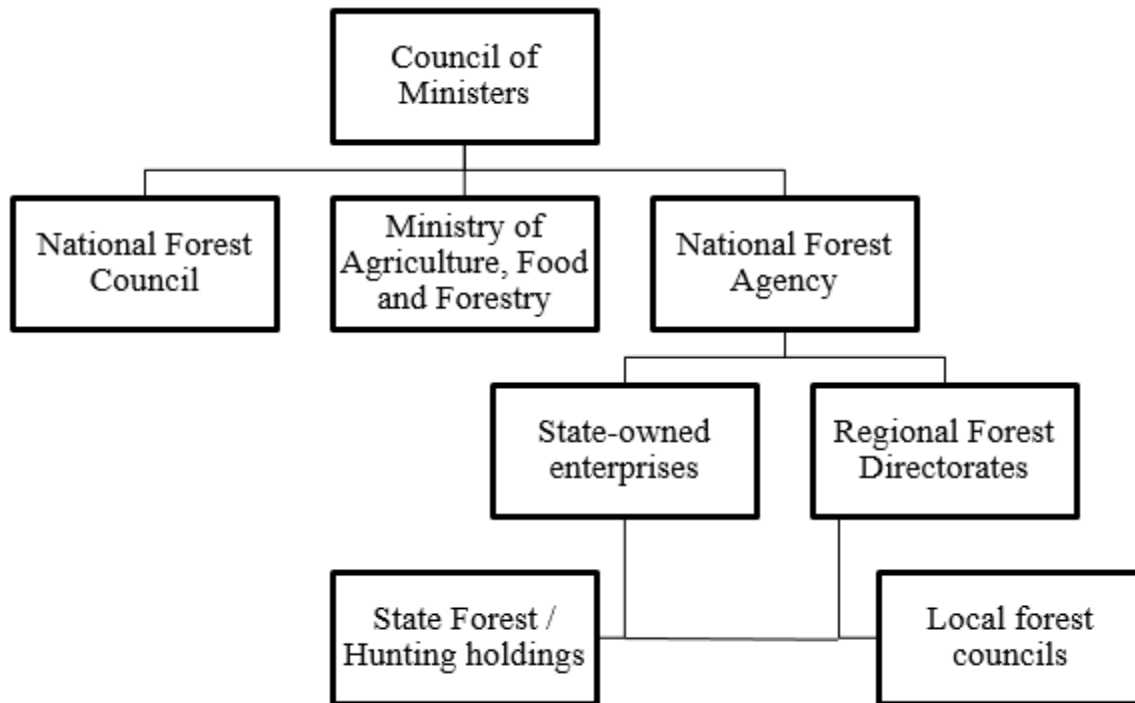 Council of
Ministers
National Forest
Council
Ministry of
Agriculture, Food
and Forestry
National Forest
Agency
State-owned
enterprises
Regional Forest
Directorates
State Forest /
Hunting holdings
Local forest
councils